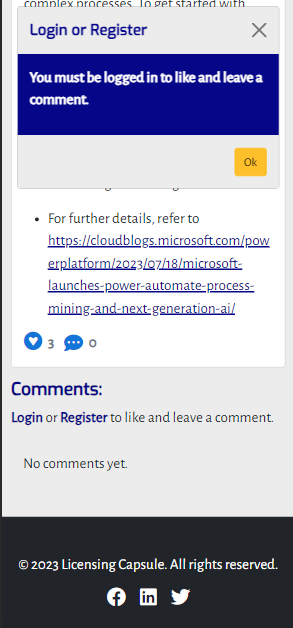 complex processes. To get started with
Login or Register
You must be logged in to like and leave a
comment.
Ok
• For further details, refer to
https://cloudblogs.microsoft.com/pow
erplatform/2023/07/18/microsoft-
launches-power-automate-process-
mining-and-next-generation-ai/
3 0
Comments:
Login or Register to like and leave a comment.
No comments yet.
© 2023 Licensing Capsule. All rights reserved.